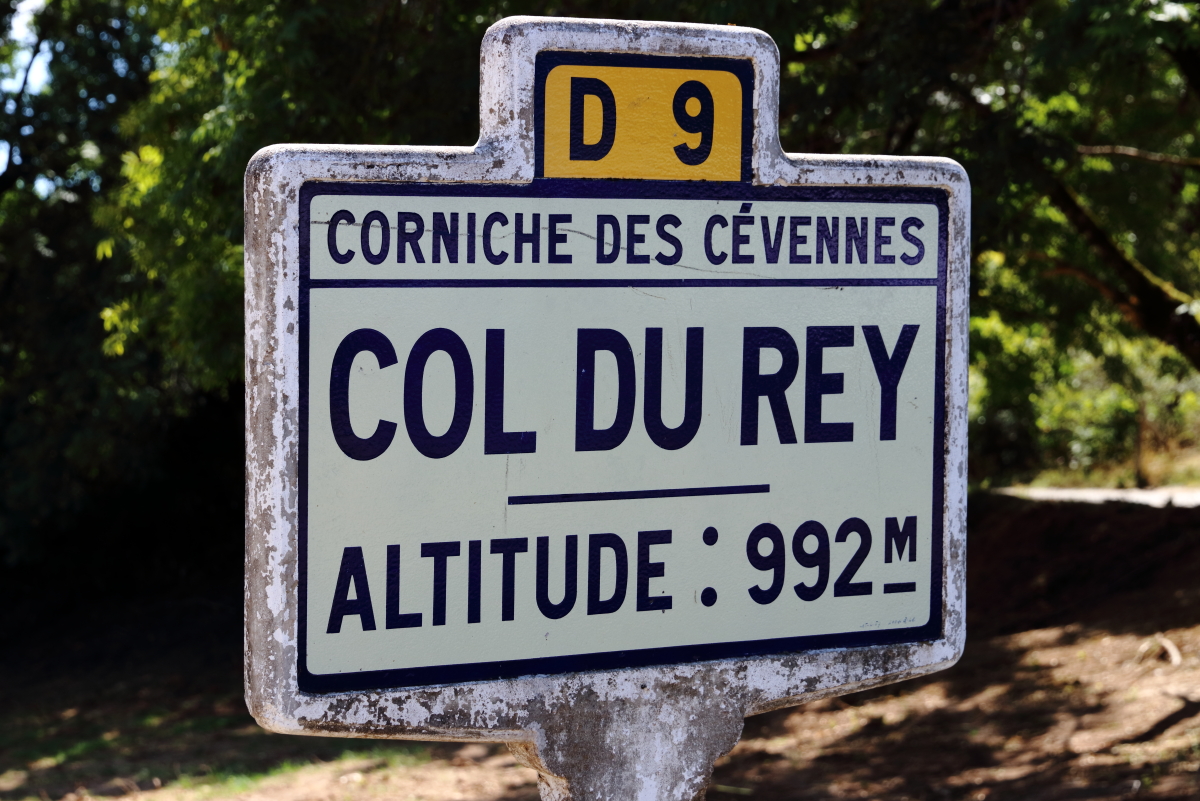 D 9
CORNICHE DES CÉVENNES
COL DU REY
ALTITUDE : 992M